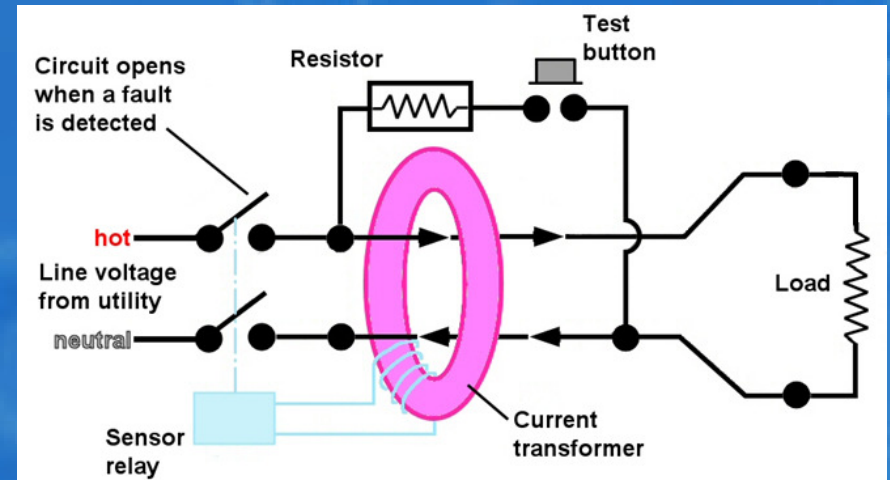 Test
button
Resistor
Circuit opens
when a fault
is detected
hot
Line voltage
from utility
neutral
Load
Sensor
relay
Current
transformer